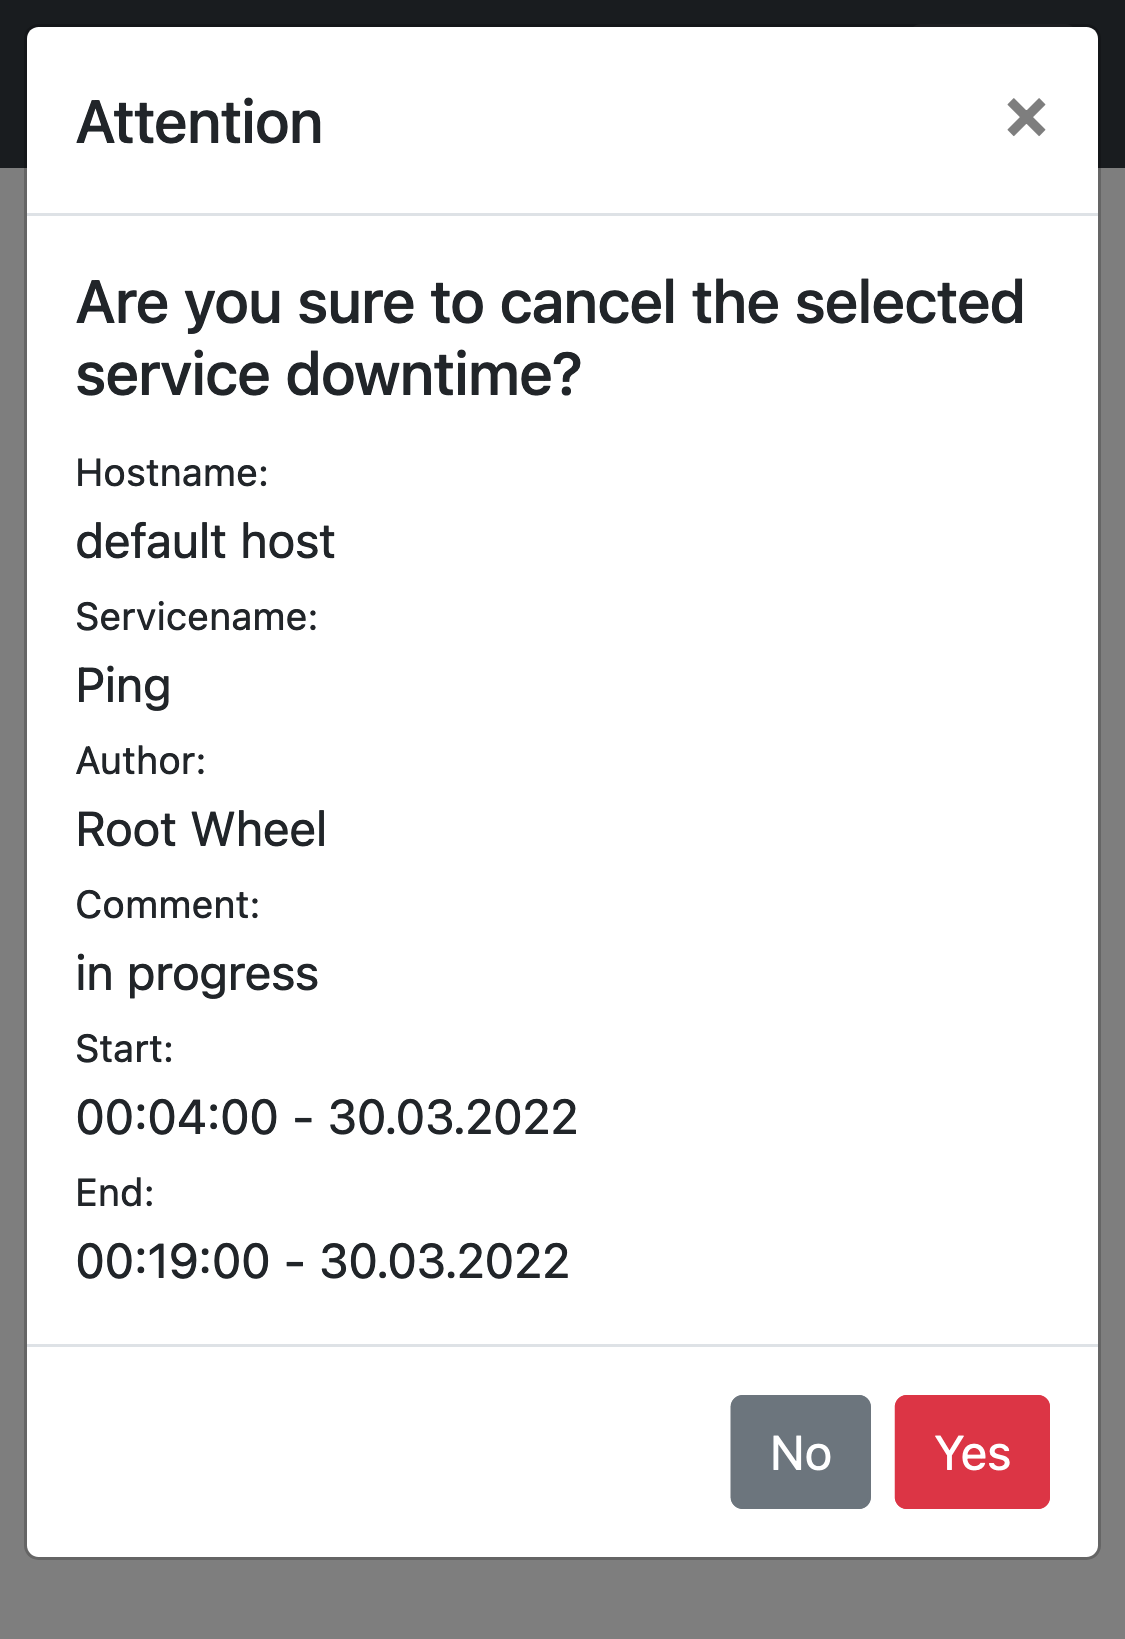 Attention
Are you sure to cancel the selected
service downtime?
Hostname:
default host
Servicename:
Ping
Author:
Root Wheel
Comment:
in progress
Start:
00:04:00 - 30.03.2022
End:
00:19:00 - 30.03.2022
No Yes